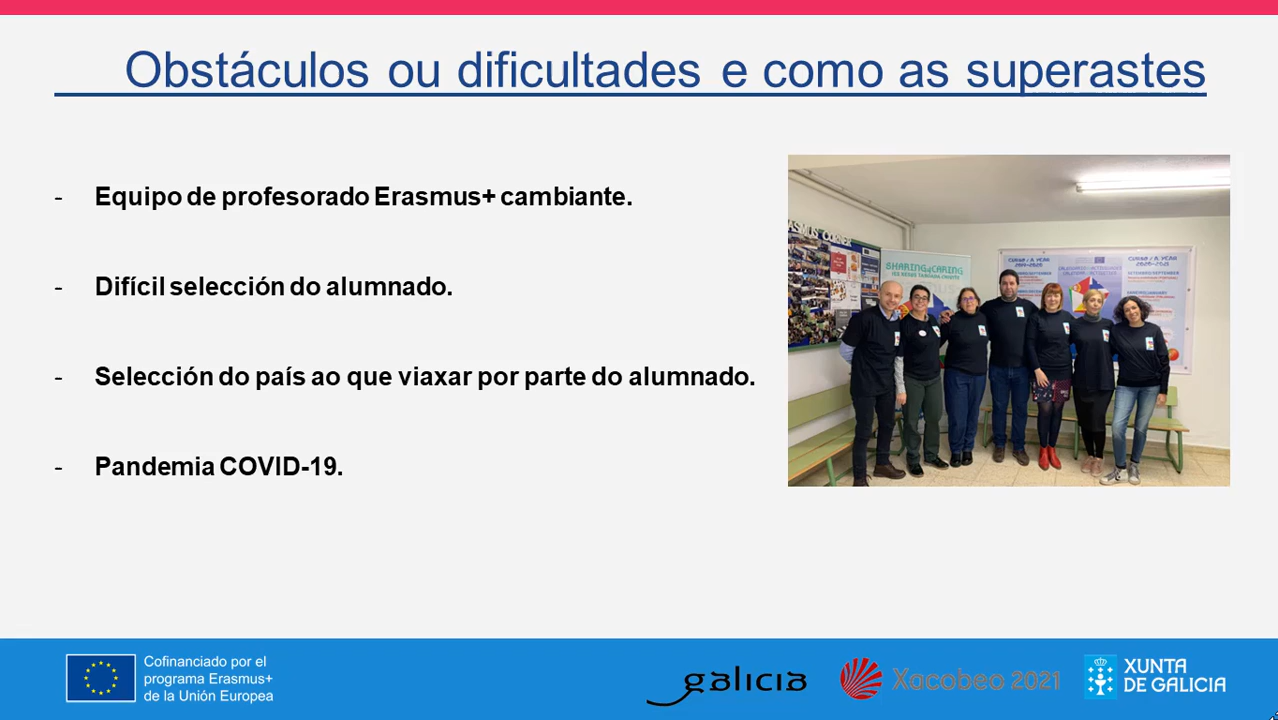 Obstáculos ou dificultades e como as superastes
- Equipo de profesorado Erasmus+ cambiante.
- Difícil selección do alumnado.
- Selección do país ao que viaxar por parte do alumnado.
- Pandemia COVID-19.
SHARING&CARING
Cofinanciado por el
programa Erasmus+
de la Unión Europea
galicia
Xacobeo 2021
XUNTA
DE GALICIA